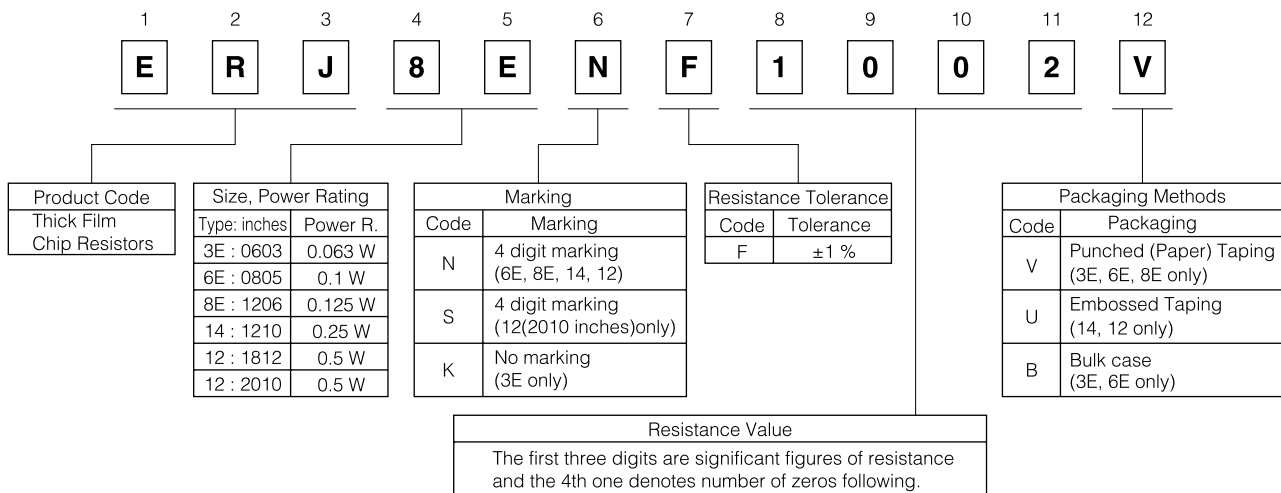 1 2 3 4 5 6 7 8 9 10 11 12
E R J 8 E N F 1 0 0 2 V
Product Code
Thick Film
Chip Resistors
Size, Power Rating
Type: inches Power R.
3E : 0603 0.063 W
6E : 0805 0.1 W
8E : 1206 0.125 W
14 : 1210 0.25 W
12 : 1812 0.5 W
12 : 2010 0.5 W
Marking
Code Marking
N 4 digit marking
(6E, 8E, 14, 12)
S 4 digit marking
(12(2010 inches)only)
K No marking
(3E only)
Resistance Tolerance
Code Tolerance
F ±1 %
Packaging Methods
Code Packaging
V Punched (Paper) Taping
(3E, 6E, 8E only)
U Embossed Taping
(14, 12 only)
B Bulk case
(3E, 6E only)
Resistance Value
The first three digits are significant figures of resistance
and the 4th one denotes number of zeros following.